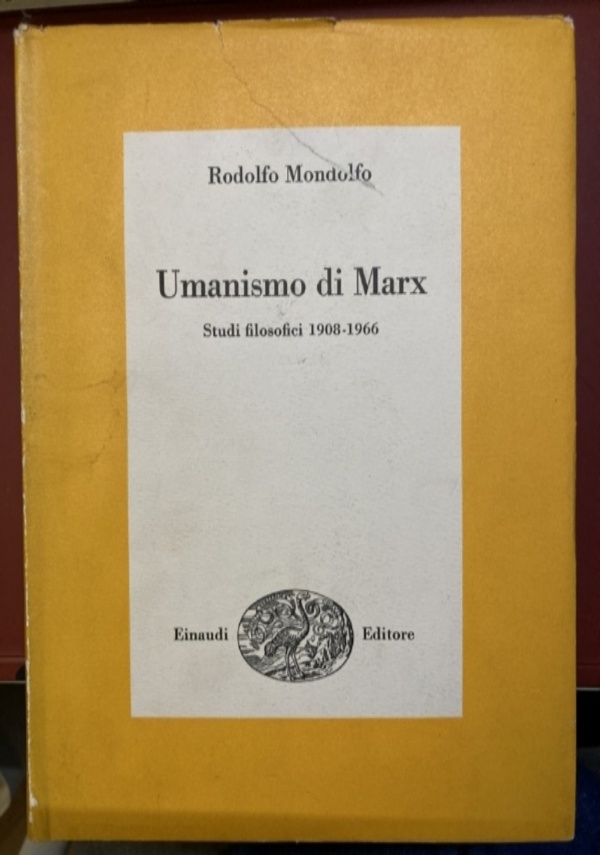 Rodolfo Mondolfo
Umanismo di Marx
Studi filosofici 1908-1966
Einaudi Editore